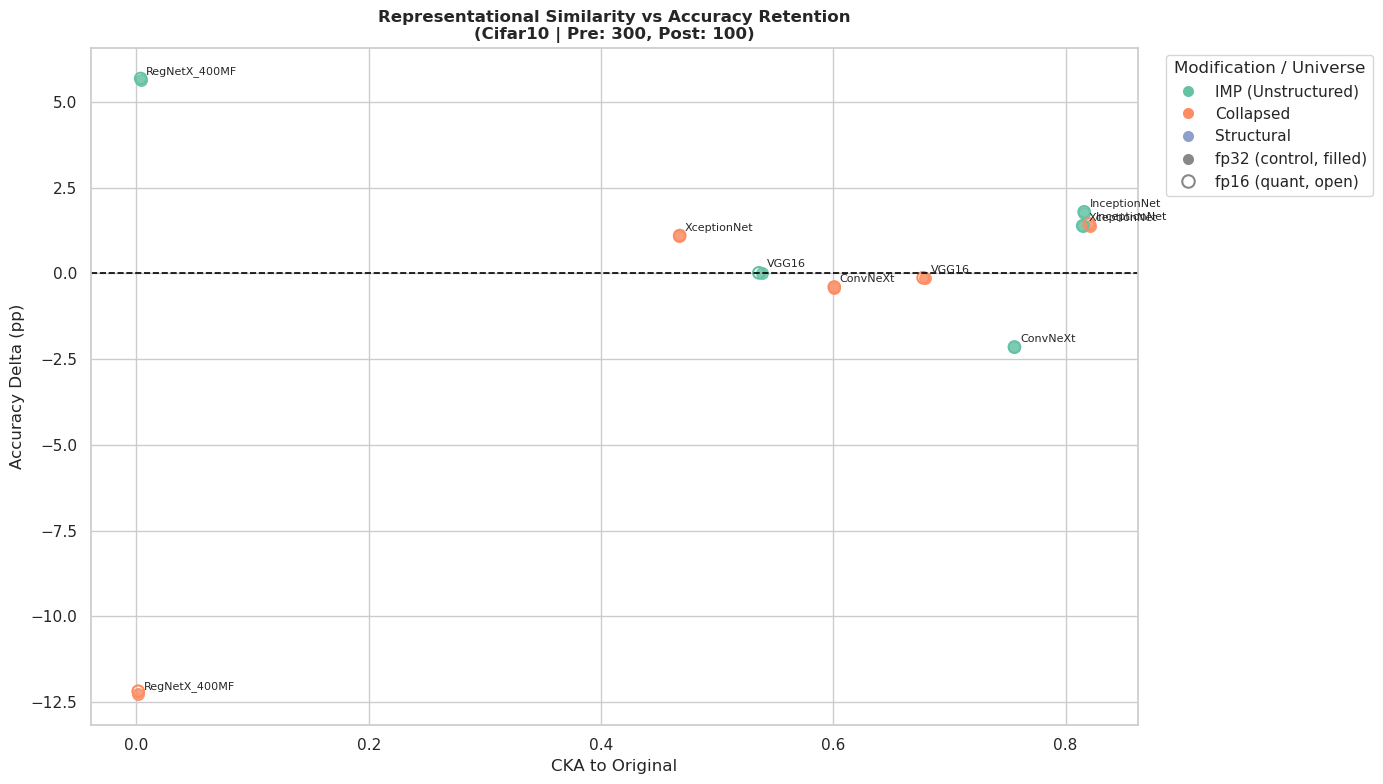 Representational Similarity vs Accuracy Retention
(Cifar10 | Pre: 300, Post: 100)
Modification / Universe
IMP (Unstructured)
Collapsed
Structural
fp32 (control, filled)
fp16 (quant, open)
RegNetX_400MF
InceptionNet
InceptionNet
XceptionNet
XceptionNet
VGG16
VGG16
ConvNeXt
ConvNeXt
RegNetX_400MF
5.0
2.5
0.0
−2.5
−5.0
−7.5
−10.0
−12.5
Accuracy Delta (pp)
0.0 0.2 0.4 0.6 0.8
CKA to Original